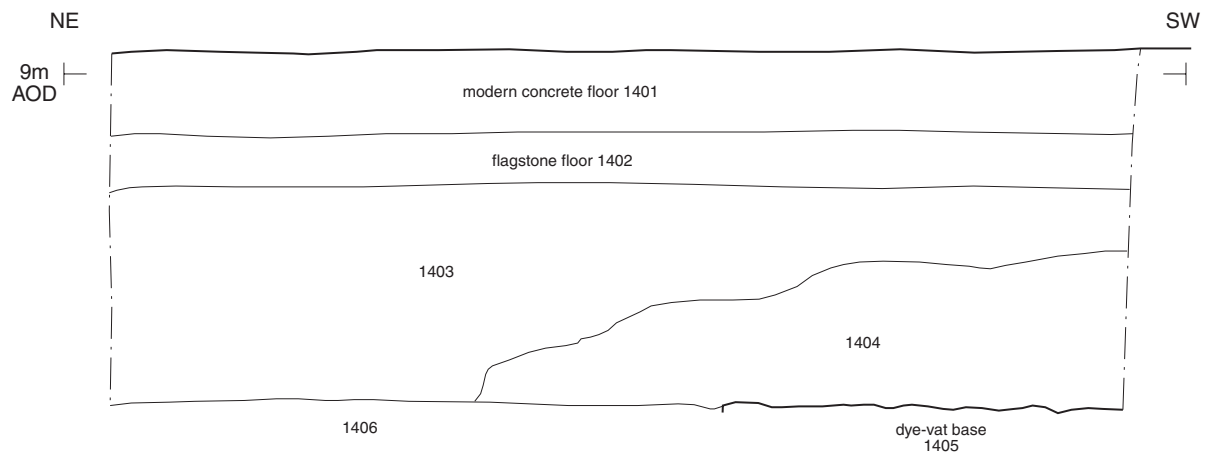 NE
SW
9m
AOD
modern concrete floor 1401
flagstone floor 1402
1403
1404
1406
dye-vat base
1405